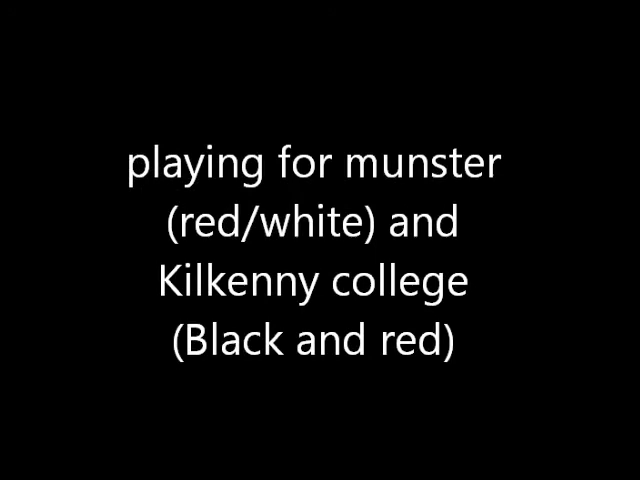 playing for munster
(red/white) and
Kilkenny college
(Black and red)